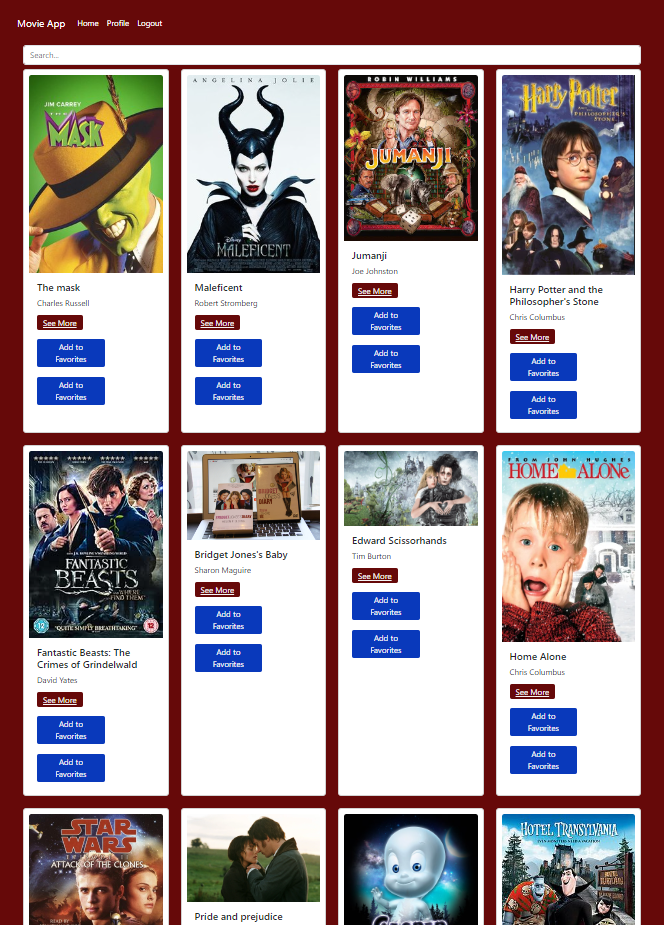 Movie App Home Profile Logout
Search...
JIM CARREY
THE
MASK
The mask
Charles Russell
See More
Add to
Favorites
Add to
Favorites
ANGELINA JOLIE
Disney
MALEFICENT
Maleficent
Robert Stromberg
See More
Add to
Favorites
Add to
Favorites
ROBIN WILLIAMS
JUMANJI
Jumanji
Joe Johnston
See More
Add to
Favorites
Add to
Favorites
Harry Potter
AND THE
PHILOSOPHER'S
STONE
Harry Potter and the
Philosopher's Stone
Chris Columbus
See More
Add to
Favorites
Add to
Favorites
FANTASTIC
BEASTS
AND WHERE
TO FIND THEM
"QUITE SIMPLY BREATHTAKING"
12
12
Fantastic Beasts: The
Crimes of Grindelwald
David Yates
See More
Add to
Favorites
Add to
Favorites
Bridget Jones's Baby
Sharon Maguire
See More
Add to
Favorites
Add to
Favorites
Edward Scissorhands
Tim Burton
See More
Add to
Favorites
Add to
Favorites
FROM JOHN HUGHES
HOME ALONE
Home Alone
Chris Columbus
See More
Add to
Favorites
Add to
Favorites
STAR
WARS
ATTACK OF THE CLONES
READ BY
Pride and prejudice
HOTEL TRANSYLVANIA
EVEN MONSTERS NEED A VACATION